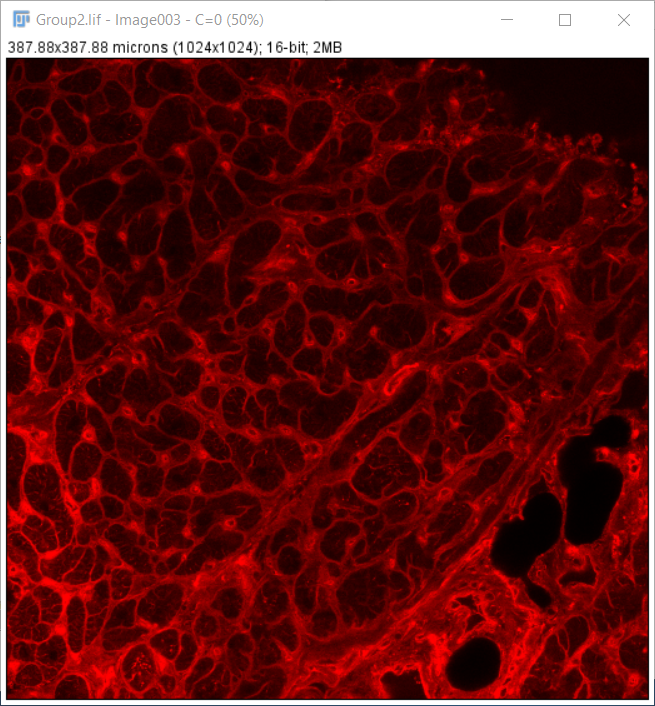 Group2.lif - Image003 - C=0 (50%)
387.88x387.88 microns (1024x1024); 16-bit; 2MB